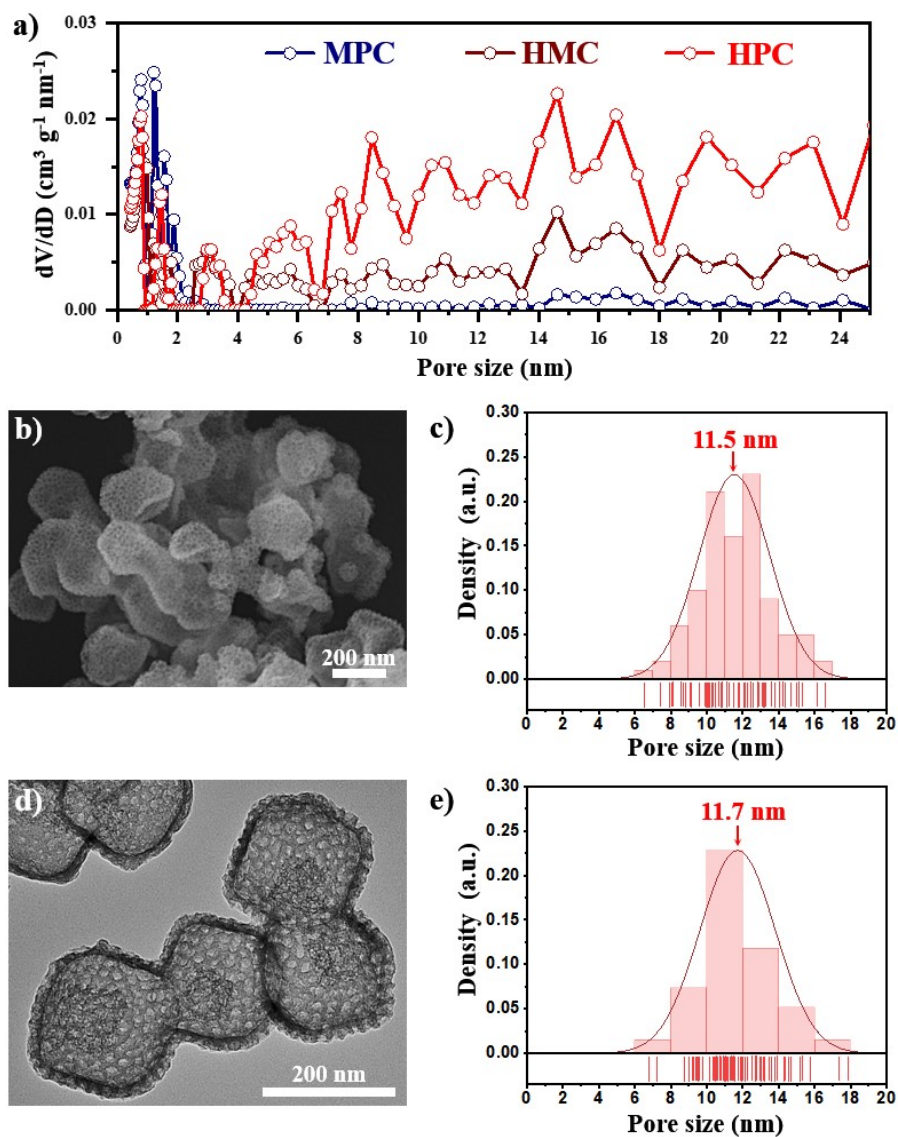 a)
MPC HMC HPC
dV/dD (cm³ g⁻¹ nm⁻¹)
0.03
0.02
0.01
0.00
0 2 4 6 8 10 12 14 16 18 20 22 24
Pore size (nm)
b)
200 nm
c)
11.5 nm
Density (a.u.)
0.30
0.25
0.20
0.15
0.10
0.05
0.00
0 2 4 6 8 10 12 14 16 18 20
Pore size (nm)
d)
200 nm
e)
11.7 nm
Density (a.u.)
0.30
0.25
0.20
0.15
0.10
0.05
0.00
0 2 4 6 8 10 12 14 16 18 20
Pore size (nm)